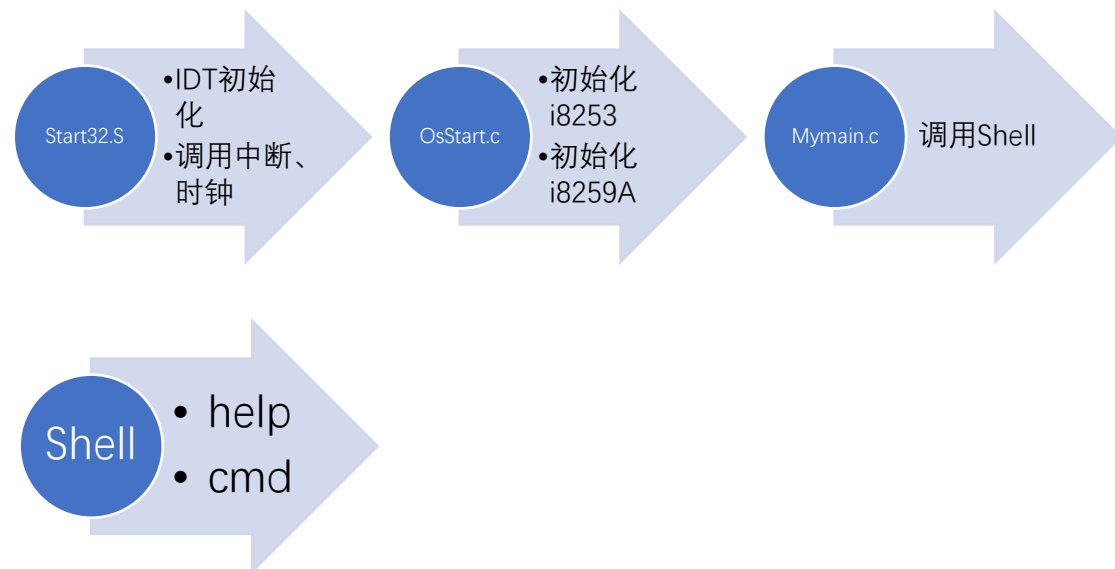 Start32.S
•IDT初始
化
•调用中断、
时钟
OsStart.c
•初始化
i8253
•初始化
i8259A
Mymain.c
调用Shell
Shell
• help
• cmd